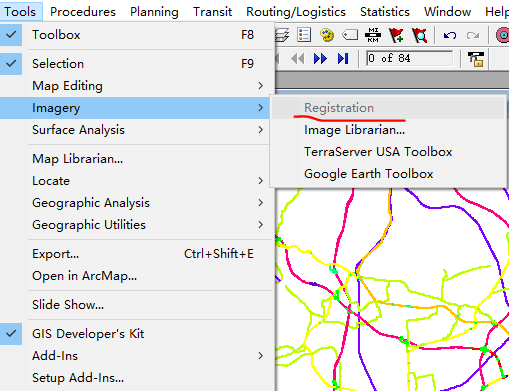 Tools Procedures Planning Transit Routing/Logistics Statistics Window Help
Toolbox F8
0 of 84
Selection F9
Map Editing
Imagery
Surface Analysis
Registration
Image Librarian...
TerraServer USA Toolbox
Google Earth Toolbox
Map Librarian...
Locate
Geographic Analysis
Geographic Utilities
Export... Ctrl+Shift+E
Open in ArcMap...
Slide Show...
GIS Developer's Kit
Add-Ins
Setup Add-Ins...